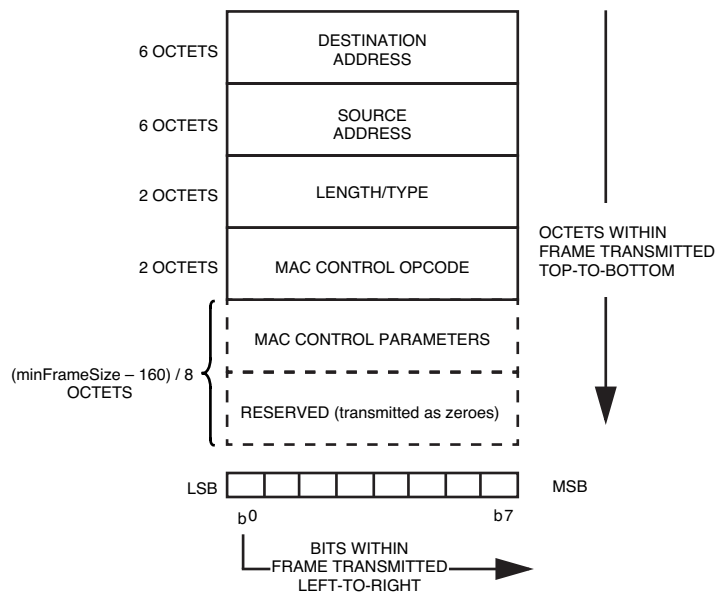 6 OCTETS
DESTINATION
ADDRESS
6 OCTETS
SOURCE
ADDRESS
2 OCTETS
LENGTH/TYPE
2 OCTETS
MAC CONTROL OPCODE
OCTETS WITHIN
FRAME TRANSMITTED
TOP-TO-BOTTOM
(minFrameSize – 160) / 8
OCTETS
MAC CONTROL PARAMETERS
RESERVED (transmitted as zeroes)
LSB
MSB
b0
b7
BITS WITHIN
FRAME TRANSMITTED
LEFT-TO-RIGHT